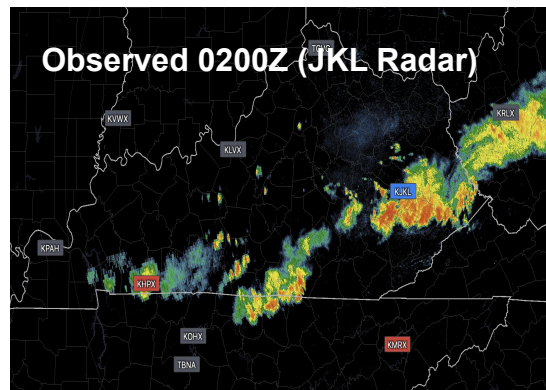 Observed 0200Z (JKL Radar)
KRLX
KVWX
KLVX
KJKL
KPAH
KHPX
KOHX
KMRX
TBNA